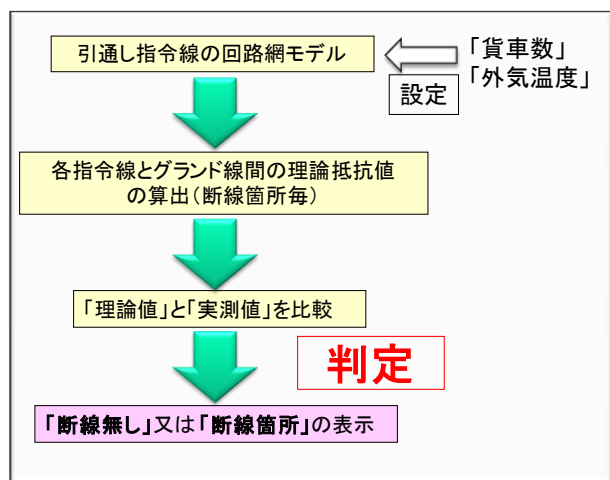 引通し指令線の回路網モデル
「貨車数」
「外気温度」
設定
各指令線とグランド線間の理論抵抗値
の算出（断線箇所毎）
「理論値」と「実測値」を比較
判定
「断線無し」又は「断線箇所」の表示